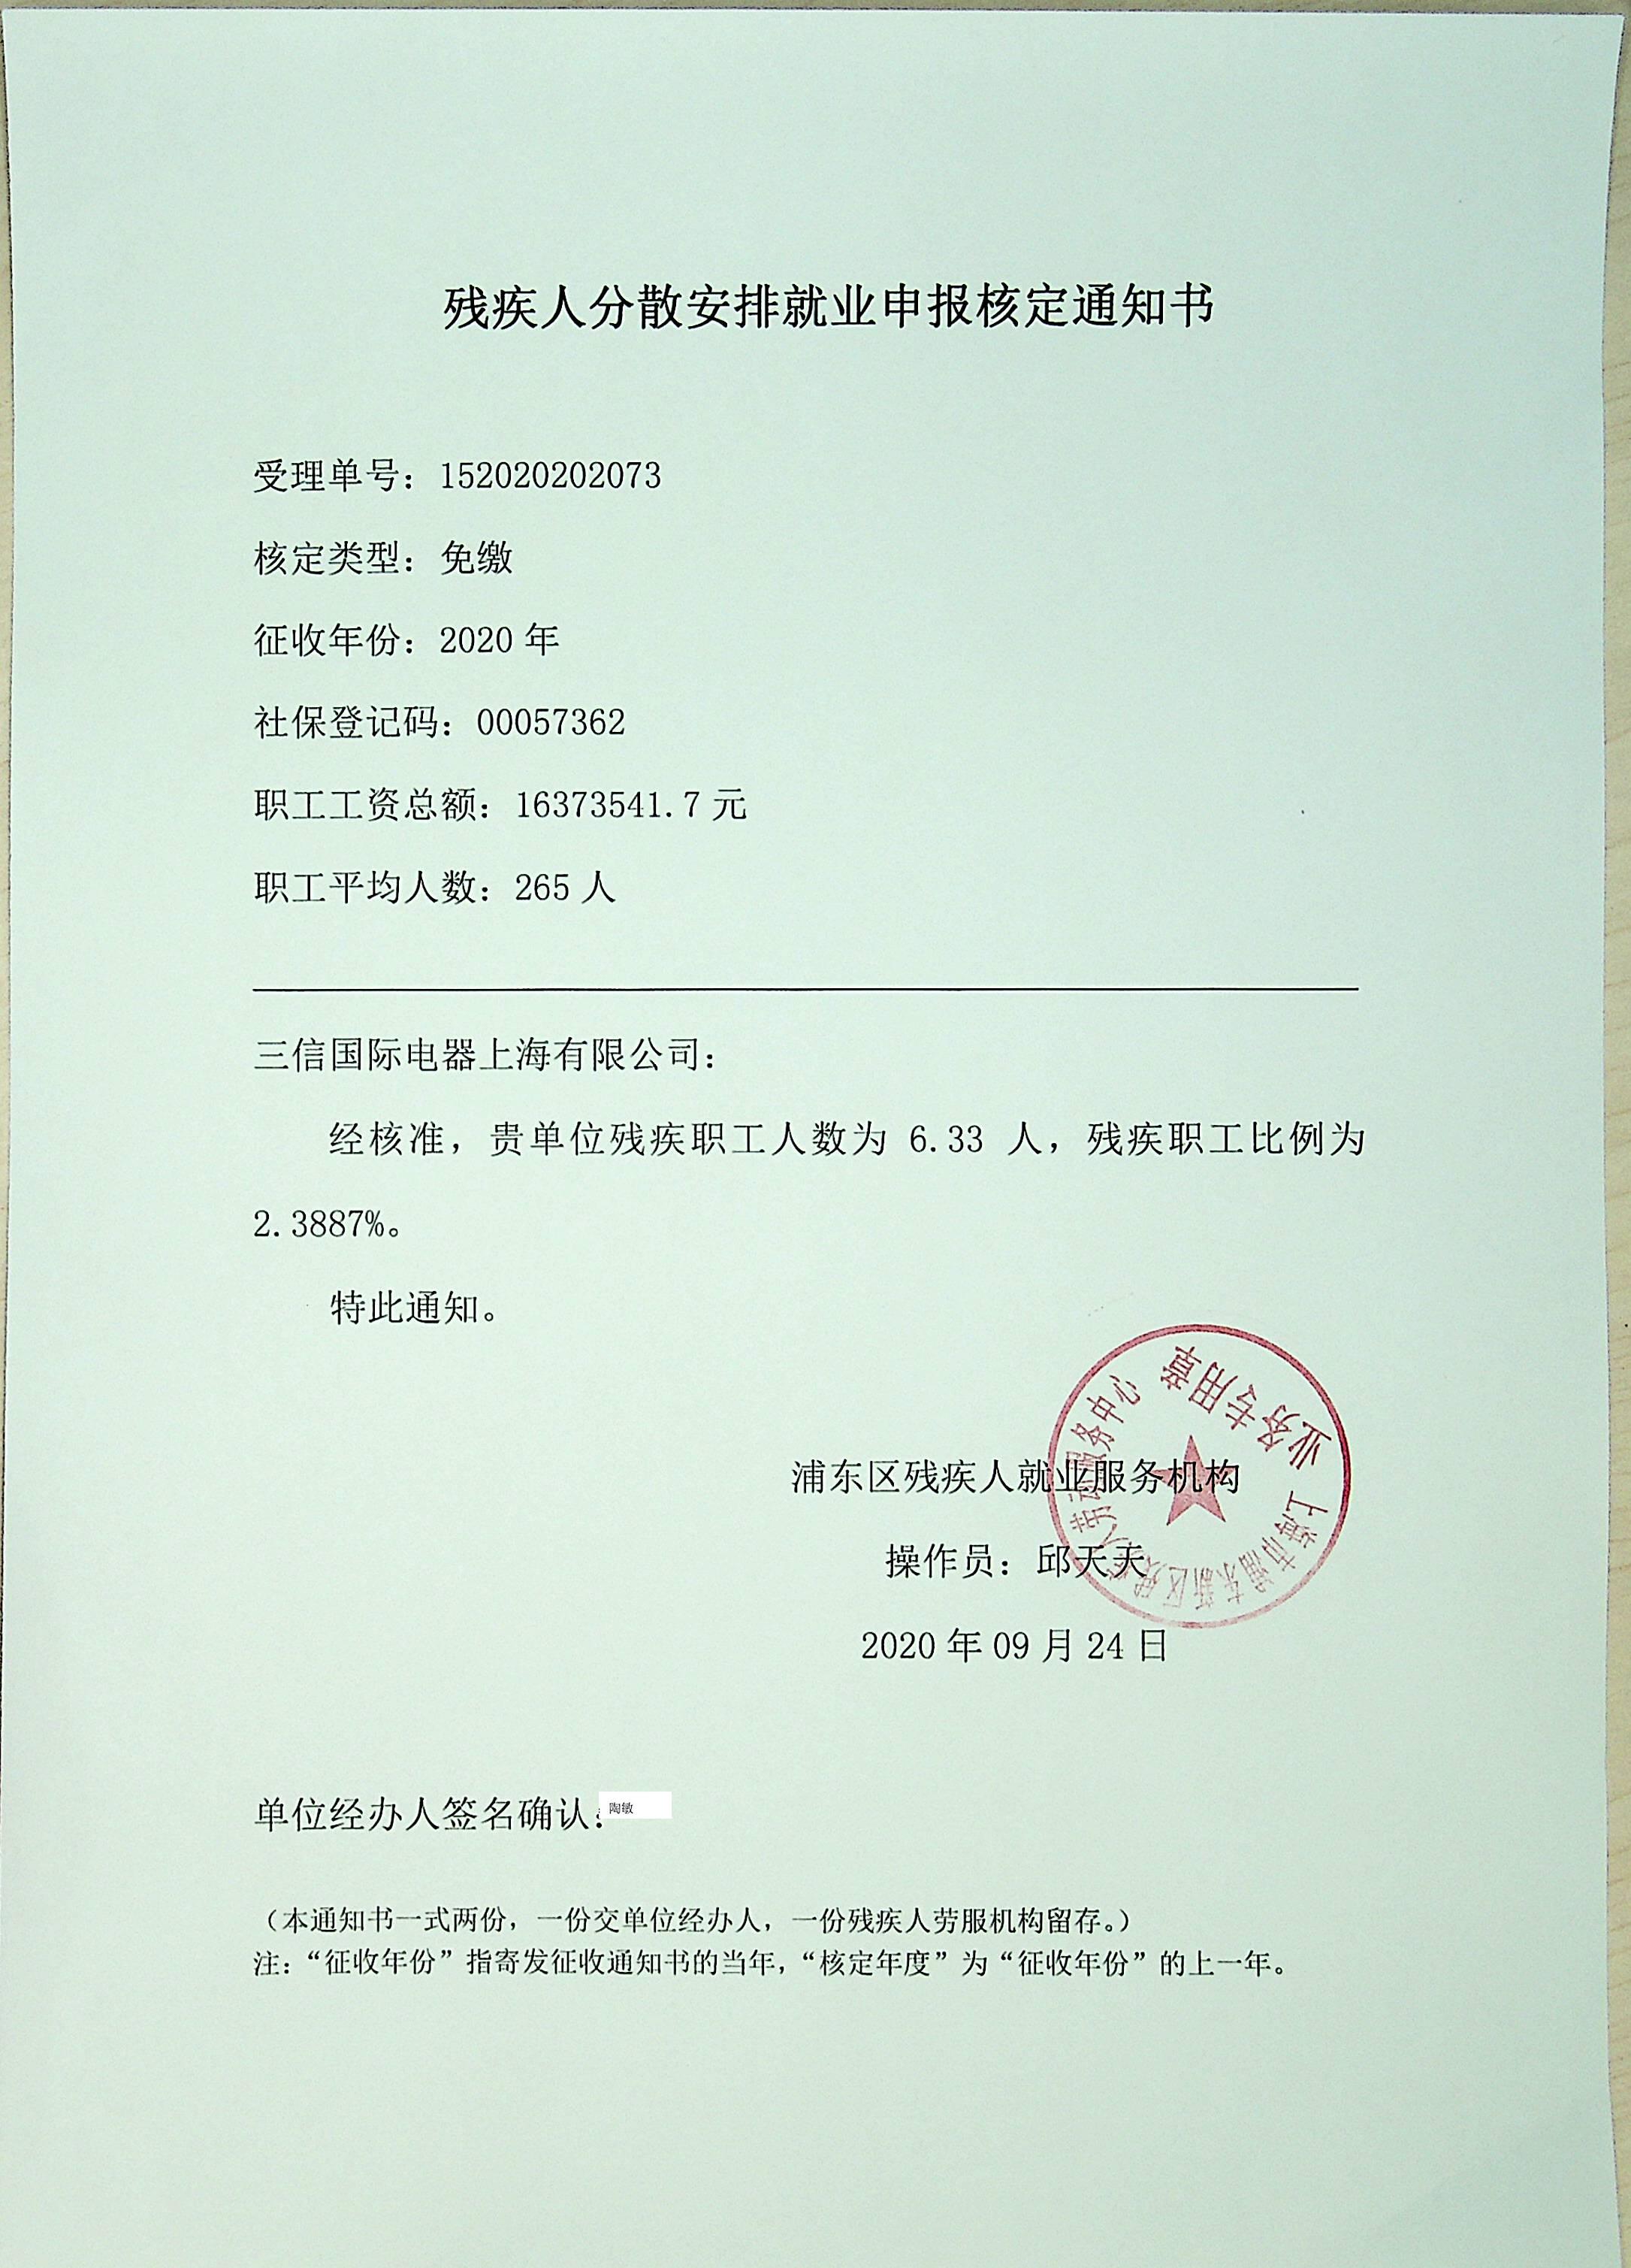 残疾人分散安排就业申报核定通知书
受理单号：152020202073
核定类型：免缴
征收年份：2020 年
社保登记码：00057362
职工工资总额：16373541.7 元
职工平均人数：265 人
三信国际电器上海有限公司：
经核准，贵单位残疾职工人数为 6.33 人，残疾职工比例为
2.3887%。
特此通知。
浦东区残疾人就业服务机构
操作员：邱天天
2020 年 09 月 24 日
上海市浦东新区残疾人劳动服务中心
业务专用章
单位经办人签名确认：陶敏
（本通知书一式两份，一份交单位经办人，一份残疾人劳服机构留存。）
注：“征收年份”指寄发征收通知书的当年，“核定年度”为“征收年份”的上一年。